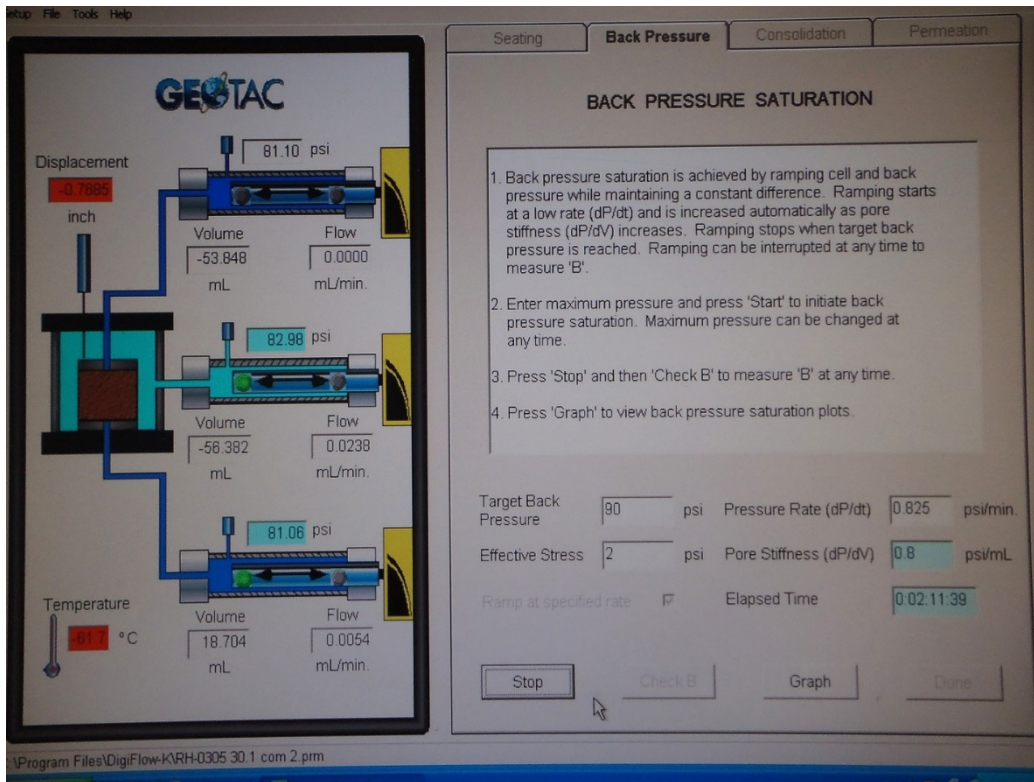 Setup File Tools Help
Seating
Back Pressure
Consolidation
Permeation
GEOTAC
Displacement
-0.7685
inch
81.10 psi
Volume
Flow
-53.848
0.0000
mL
mL/min.
82.98 psi
Volume
Flow
-56.382
0.0238
mL
mL/min.
81.06 psi
Temperature
-61.7 °C
Volume
Flow
18.704
0.0054
mL
mL/min.
BACK PRESSURE SATURATION
1. Back pressure saturation is achieved by ramping cell and back
pressure while maintaining a constant difference. Ramping starts
at a low rate (dP/dt) and is increased automatically as pore
stiffness (dP/dV) increases. Ramping stops when target back
pressure is reached. Ramping can be interrupted at any time to
measure 'B'.
2. Enter maximum pressure and press 'Start' to initiate back
pressure saturation. Maximum pressure can be changed at
any time.
3. Press 'Stop' and then 'Check B' to measure 'B' at any time.
4. Press 'Graph' to view back pressure saturation plots.
Target Back
Pressure
90 psi
Pressure Rate (dP/dt) 0.825 psi/min.
Effective Stress 2 psi
Pore Stiffness (dP/dV) 0.8 psi/mL
Ramp at specified rate
Elapsed Time 0:02:11:39
Stop
Check B
Graph
Done
:\Program Files\DigiFlow-K\RH-0305 30.1 com 2.prm